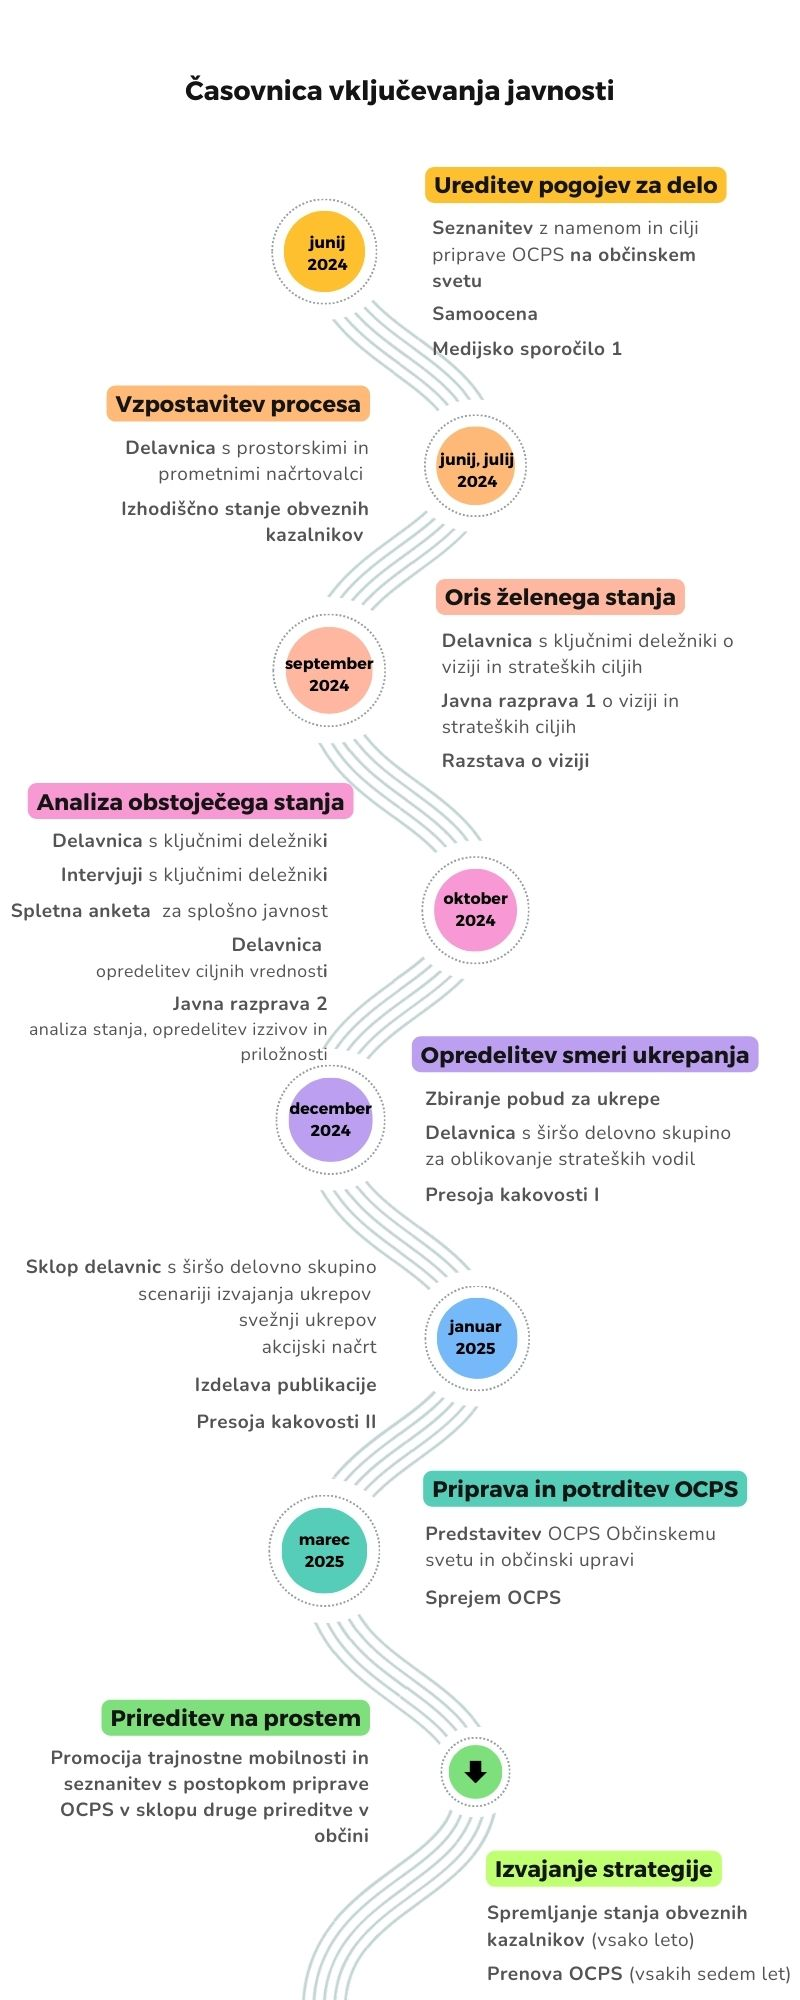 Časovnica vključevanja javnosti
junij
2024
Ureditev pogojev za delo
Seznanitev z namenom in cilji
priprave OCPS na občinskem
svetu
Samoocena
Medijsko sporočilo 1
Vzpostavitev procesa
Delavnica s prostorskimi in
prometnimi načrtovalci
Izhodiščno stanje obveznih
kazalnikov
junij, julij
2024
Oris želenega stanja
Delavnica s ključnimi deležniki o
viziji in strateških ciljih
Javna razprava 1 o viziji in
strateških ciljih
Razstava o viziji
september
2024
Analiza obstoječega stanja
Delavnica s ključnimi deležniki
Intervjuji s ključnimi deležniki
Spletna anketa za splošno javnost
Delavnica
opredelitev ciljnih vrednosti
Javna razprava 2
analiza stanja, opredelitev izzivov in
priložnosti
oktober
2024
Opredelitev smeri ukrepanja
Zbiranje pobud za ukrepe
Delavnica s širšo delovno skupino
za oblikovanje strateških vodil
Presoja kakovosti I
december
2024
Sklop delavnic s širšo delovno skupino
scenariji izvajanja ukrepov
svežnji ukrepov
akcijski načrt
Izdelava publikacije
Presoja kakovosti II
januar
2025
Priprava in potrditev OCPS
Predstavitev OCPS Občinskemu
svetu in občinski upravi
Sprejem OCPS
marec
2025
Prireditev na prostem
Promocija trajnostne mobilnosti in
seznanitev s postopkom priprave
OCPS v sklopu druge prireditve v
občini
Izvajanje strategije
Spremljanje stanja obveznih
kazalnikov (vsako leto)
Prenova OCPS (vsakih sedem let)